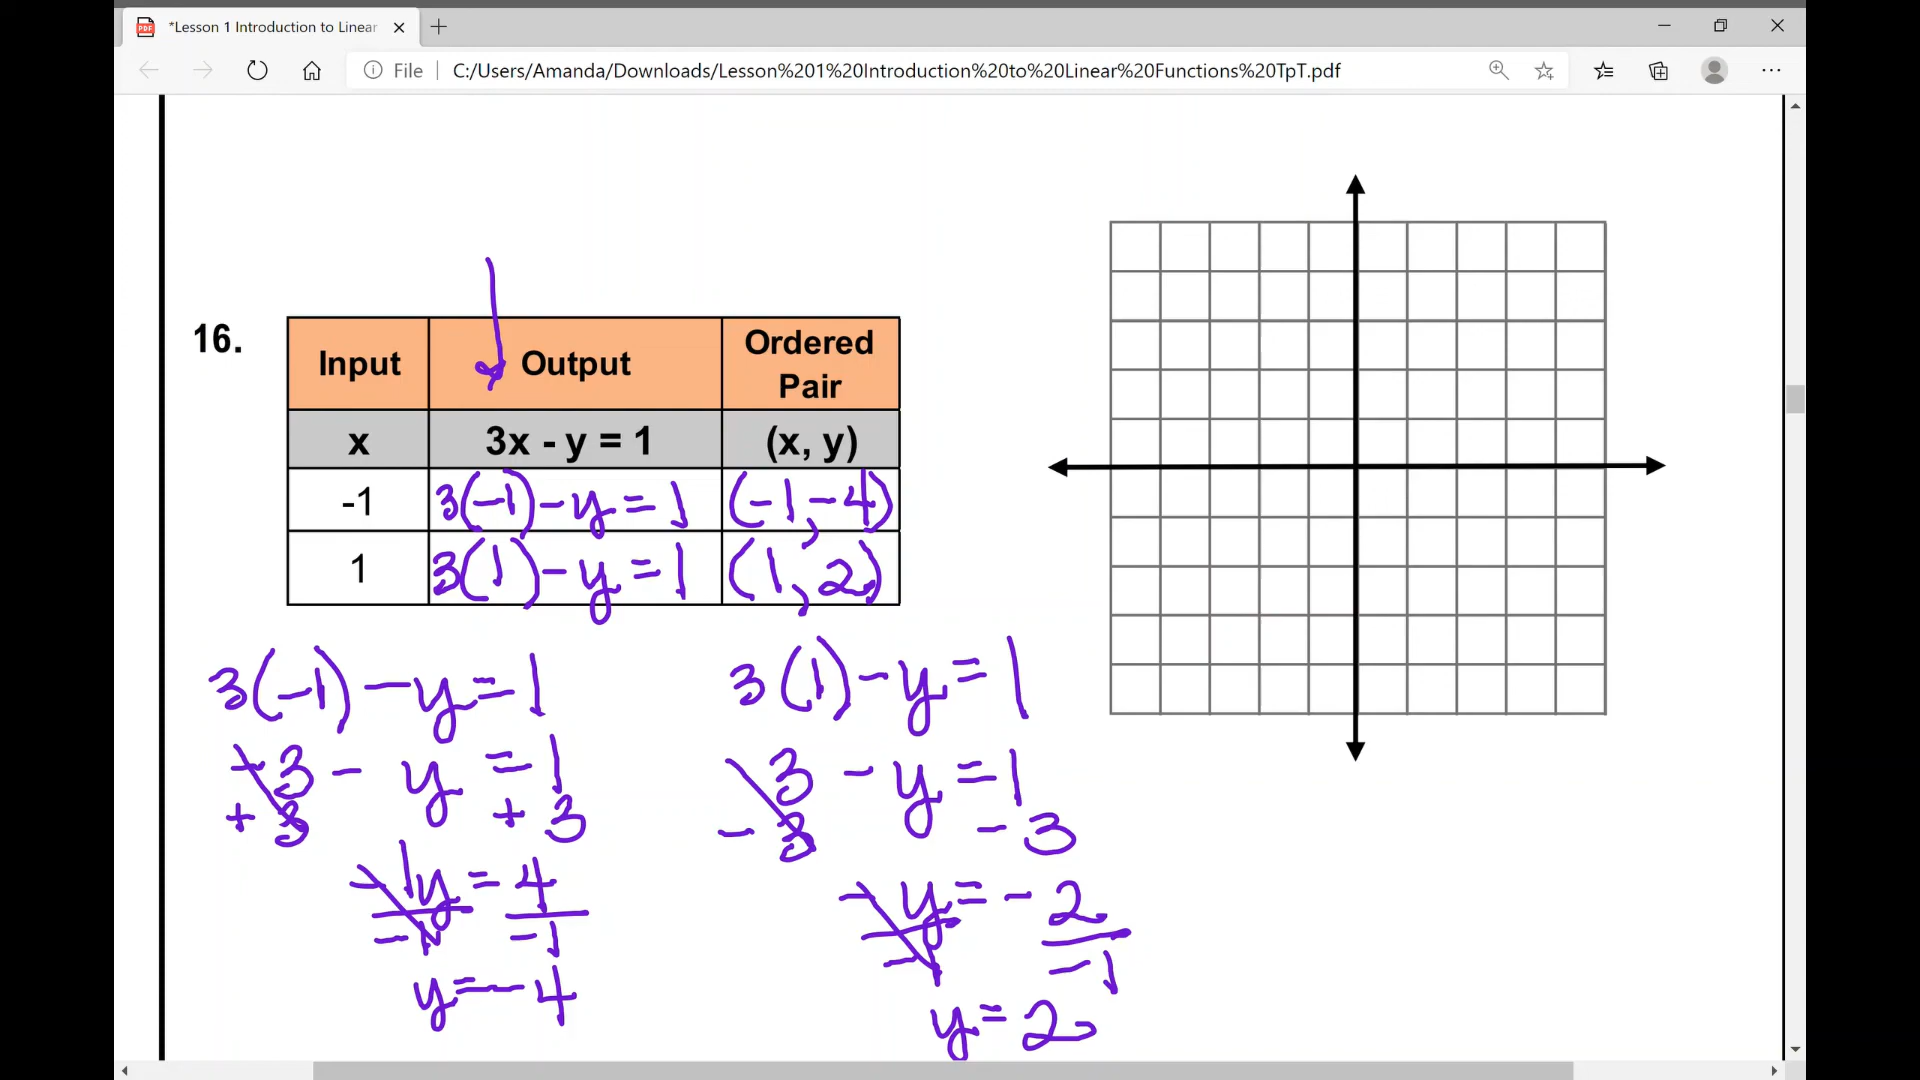 *Lesson 1 Introduction to Linear
File C:/Users/Amanda/Downloads/Lesson%201%20Introduction%20to%20Linear%20Functions%20TpT.pdf
16.
Input Output Ordered Pair
x 3x - y = 1 (x, y)
-1 3(-1) - y = 1 (-1, -4)
1 3(1) - y = 1 (1, 2)
3(-1) - y = 1
-3 - y = 1
+ 3 + 3
-1y = 4
-1 -1
y = -4
3(1) - y = 1
3 - y = 1
- 3 - 3
-y = -2
-1 -1
y = 2